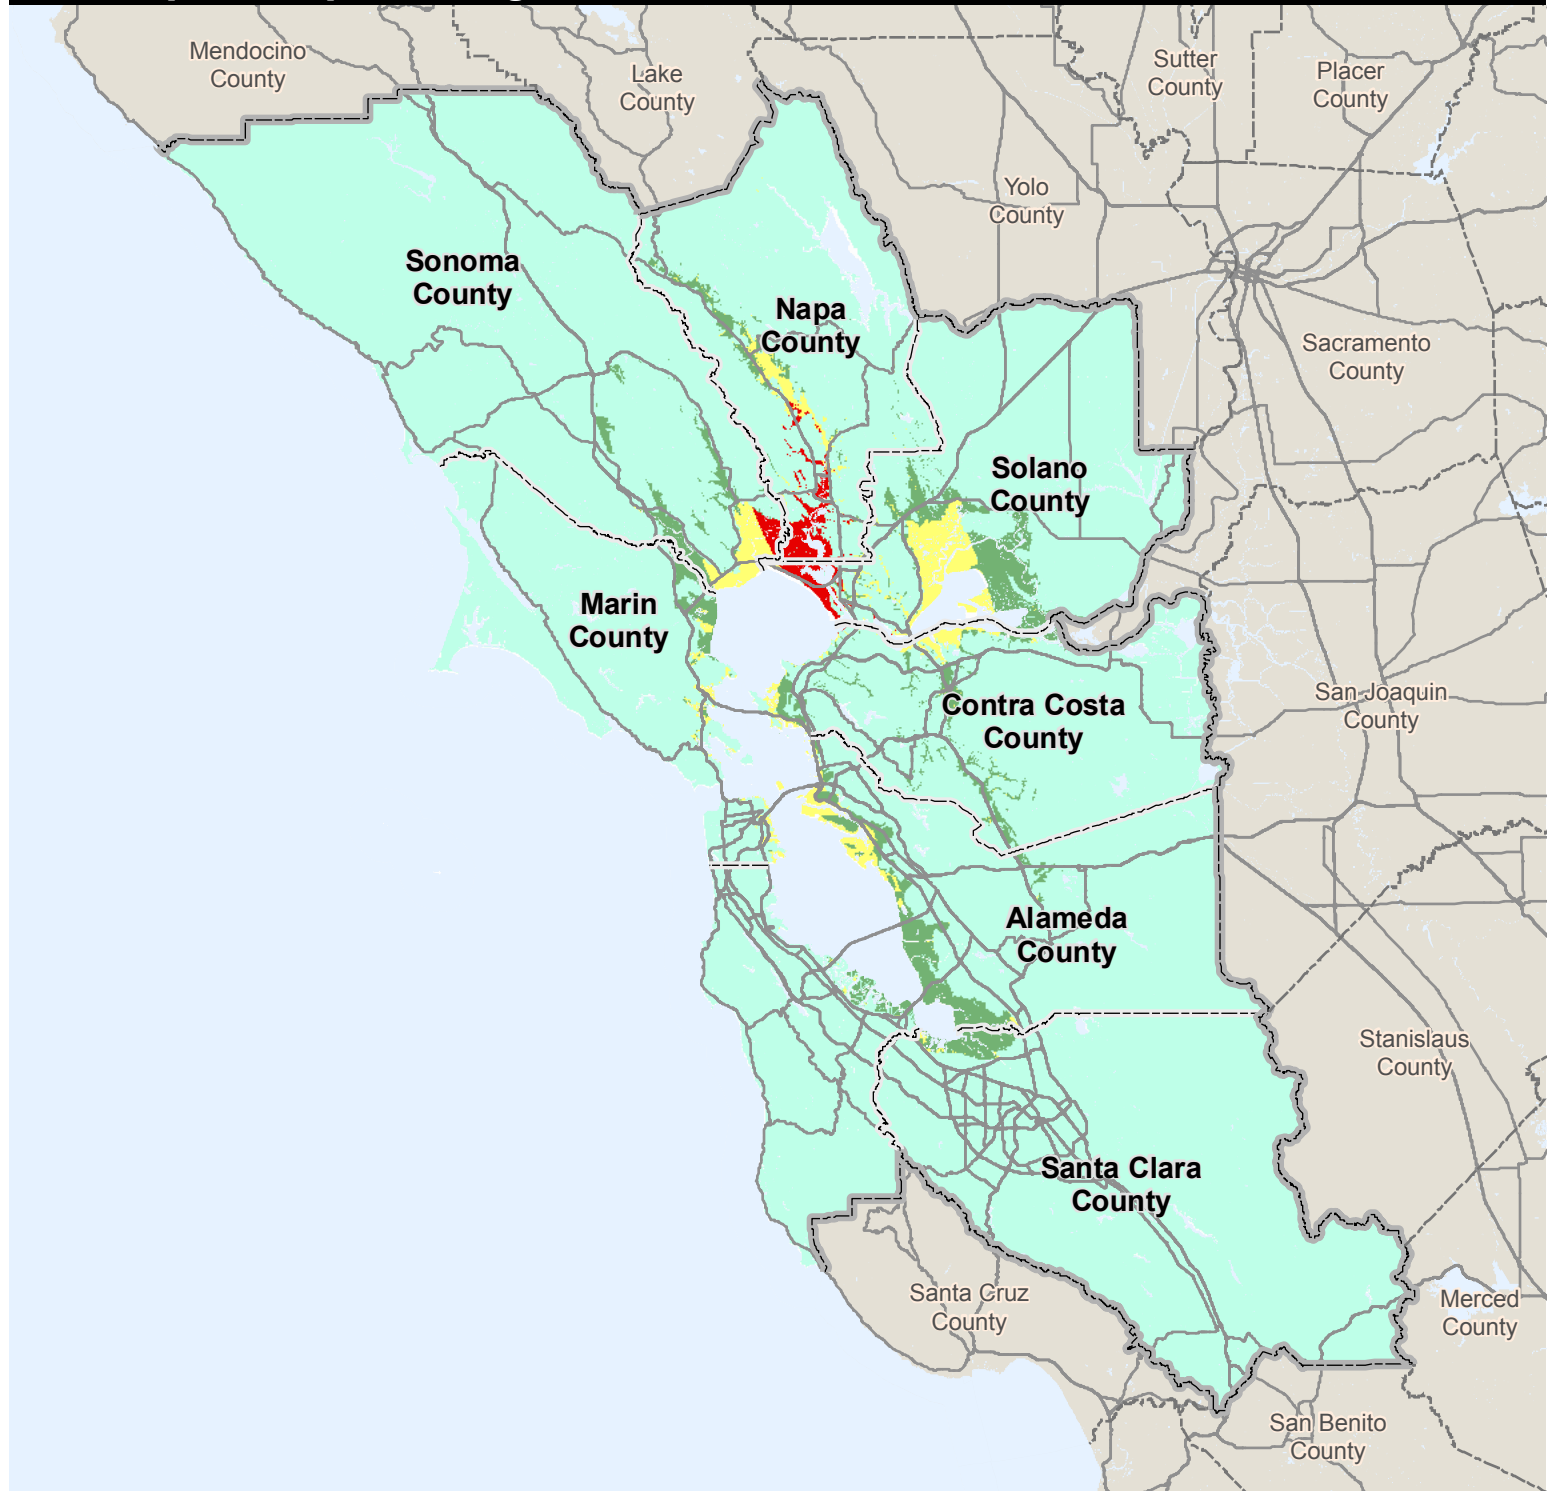 Mendocino
County
Lake
County
Sutter
County
Placer
County
Yolo
County
Sonoma
County
Napa
County
Sacramento
County
Solano
County
Marin
County
Contra Costa
County
San Joaquin
County
Alameda
County
Stanislaus
County
Santa Clara
County
Santa Cruz
County
Merced
County
San Benito
County